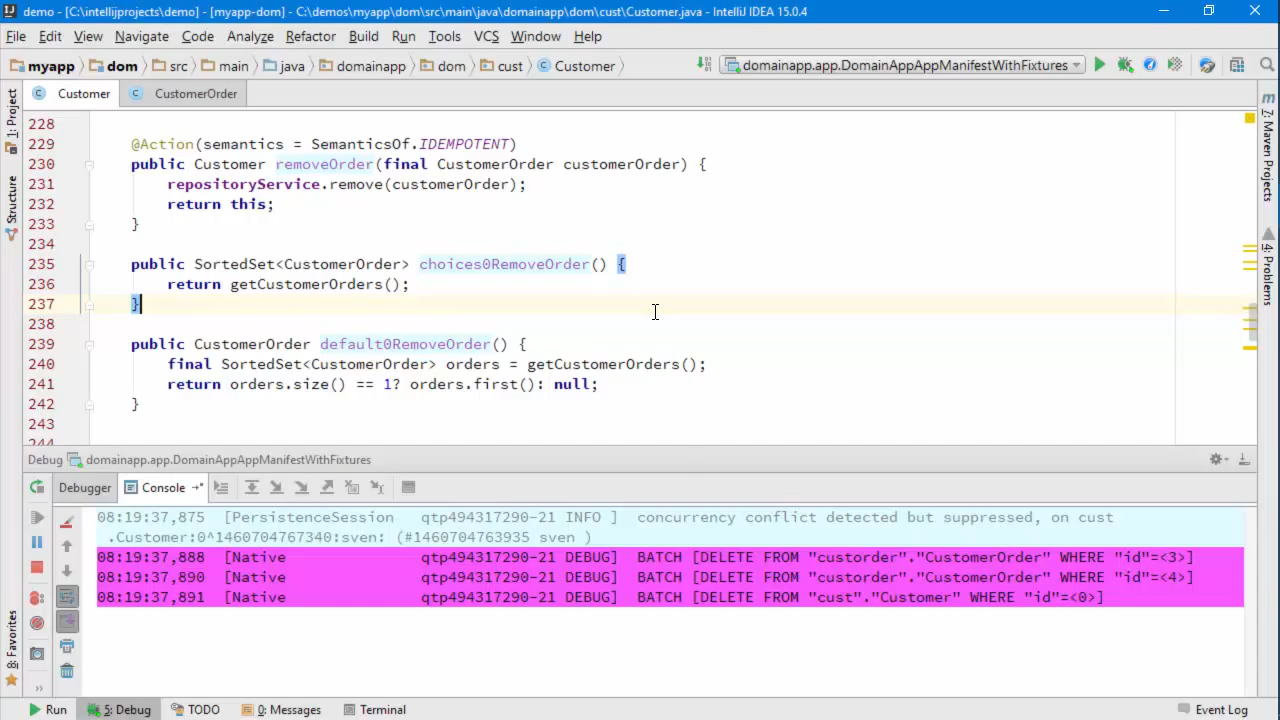 demo - [C:\intellijprojects\demo] - [myapp-dom] - C:\demos\myapp\dom\src\main\java\domainapp\dom\cust\Customer.java - IntelliJ IDEA 15.0.4
File Edit View Navigate Code Analyze Refactor Build Run Tools VCS Window Help
myapp dom src main java domainapp dom cust Customer domainapp.app.DomainAppAppManifestWithFixtures
Customer CustomerOrder
1: Project
Structure
8: Favorites
Maven Projects
4: Problems
228
229 @Action(semantics = SemanticsOf.IDEMPOTENT)
230 public Customer removeOrder(final CustomerOrder customerOrder) {
231 repositoryService.remove(customerOrder);
232 return this;
233 }
234
235 public SortedSet<CustomerOrder> choices0RemoveOrder() {
236 return getCustomerOrders();
237 }
238
239 public CustomerOrder default0RemoveOrder() {
240 final SortedSet<CustomerOrder> orders = getCustomerOrders();
241 return orders.size() == 1? orders.first(): null;
242 }
243
244
Debug domainapp.app.DomainAppAppManifestWithFixtures
Debugger Console
08:19:37,875 [PersistenceSession qtp494317290-21 INFO ] concurrency conflict detected but suppressed, on cust
.Customer:0^1460704767340:sven: (#1460704763935 sven )
08:19:37,888 [Native qtp494317290-21 DEBUG] BATCH [DELETE FROM "custorder"."CustomerOrder" WHERE "id"=<3>]
08:19:37,890 [Native qtp494317290-21 DEBUG] BATCH [DELETE FROM "custorder"."CustomerOrder" WHERE "id"=<4>]
08:19:37,891 [Native qtp494317290-21 DEBUG] BATCH [DELETE FROM "cust"."Customer" WHERE "id"=<0>]
Run 5: Debug TODO 0: Messages Terminal Event Log